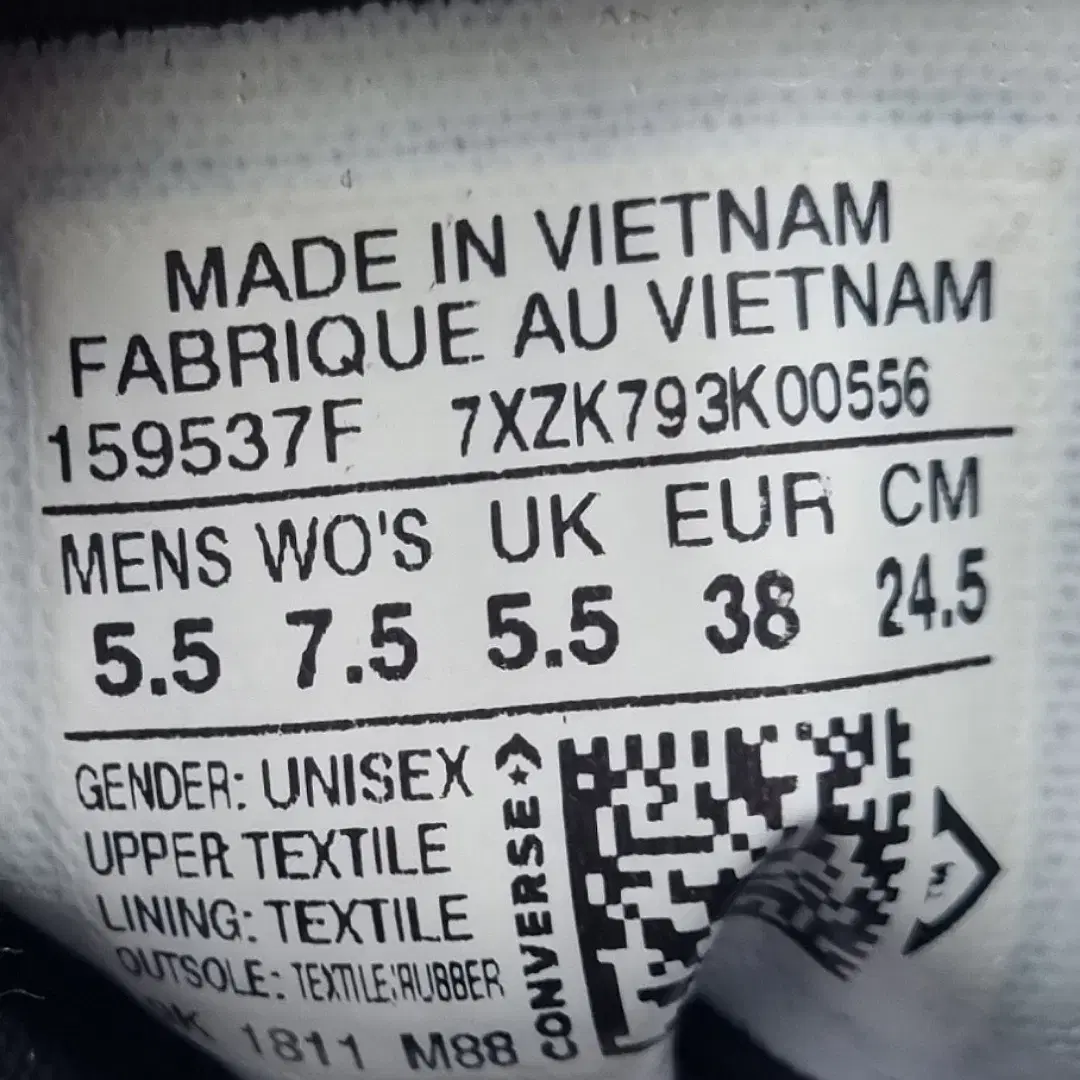 MADE IN VIETNAM
FABRIQUE AU VIETNAM
159537F 7XZK793K00556
MENS WO'S UK EUR CM
5.5 7.5 5.5 38 24.5
GENDER: UNISEX
UPPER TEXTILE
LINING: TEXTILE
OUTSOLE: TEXTILE/RUBBER
1811 M88
CONVERSE
TM